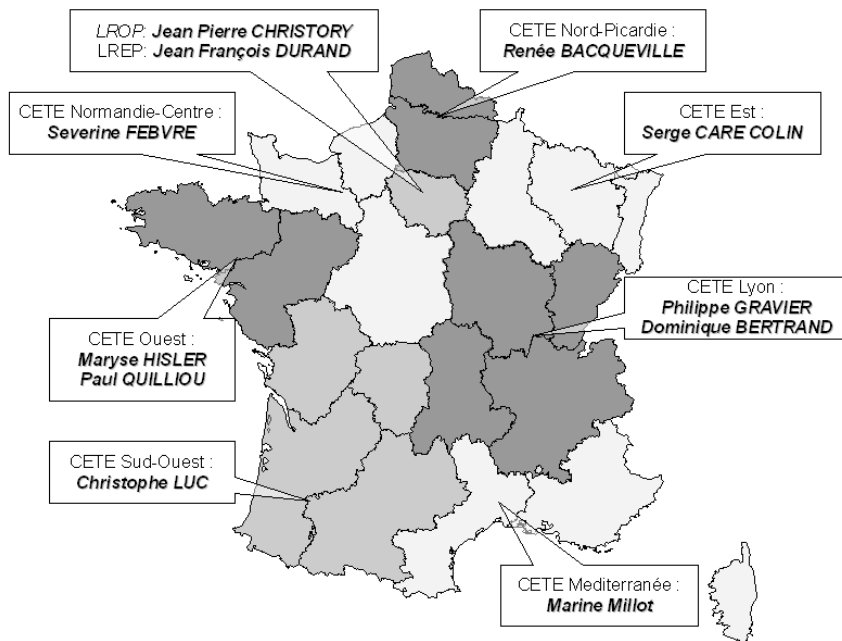 LROP: Jean Pierre CHRISTORY
LREP: Jean François DURAND
CETE Nord-Picardie :
Renée BACQUEVILLE
CETE Normandie-Centre :
Severine FEBVRE
CETE Est :
Serge CARE COLIN
CETE Lyon :
Philippe GRAVIER
Dominique BERTRAND
CETE Ouest :
Maryse HISLER
Paul QUILLIOU
CETE Sud-Ouest :
Christophe LUC
CETE Mediterranée :
Marine Millot